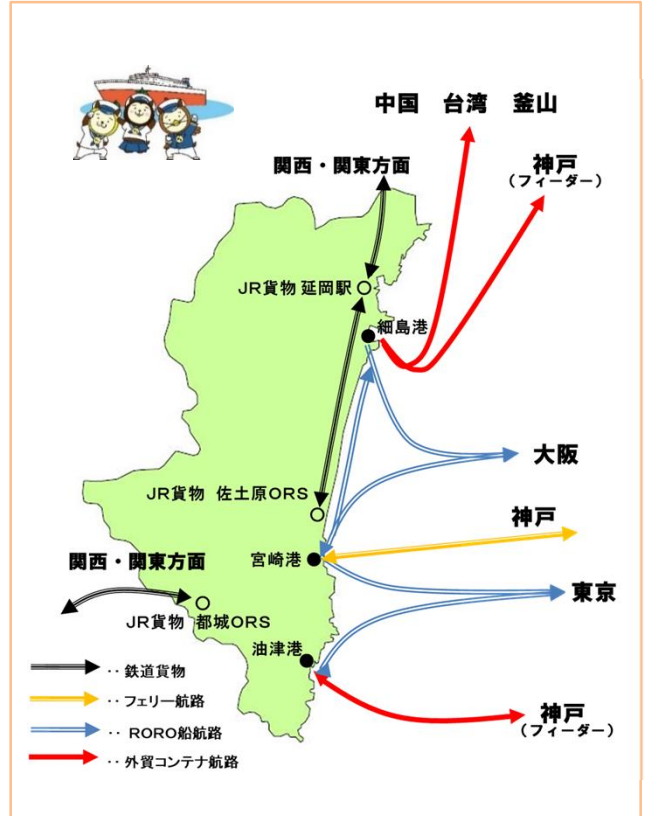 中国 台湾 釜山
関西・関東方面
神戸
（フィーダー）
JR貨物 延岡駅
細島港
大阪
JR貨物 佐土原ORS
神戸
宮崎港
関西・関東方面
東京
JR貨物 都城ORS
油津港
‥鉄道貨物
‥フェリー航路
神戸
（フィーダー）
‥RORO船航路
‥外貿コンテナ航路